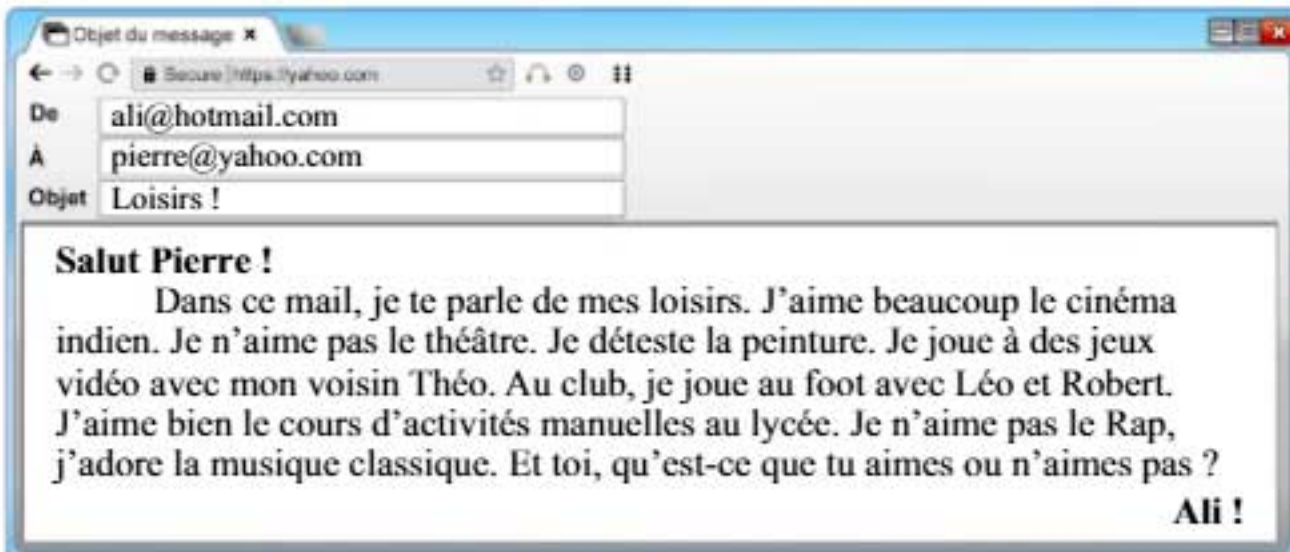 Objet du message ×
Secure https://yahoo.com
De ali@hotmail.com
À pierre@yahoo.com
Objet Loisirs !
Salut Pierre !
Dans ce mail, je te parle de mes loisirs. J'aime beaucoup le cinéma
indien. Je n'aime pas le théâtre. Je déteste la peinture. Je joue à des jeux
vidéo avec mon voisin Théo. Au club, je joue au foot avec Léo et Robert.
J'aime bien le cours d'activités manuelles au lycée. Je n'aime pas le Rap,
j'adore la musique classique. Et toi, qu'est-ce que tu aimes ou n'aimes pas ?
Ali !